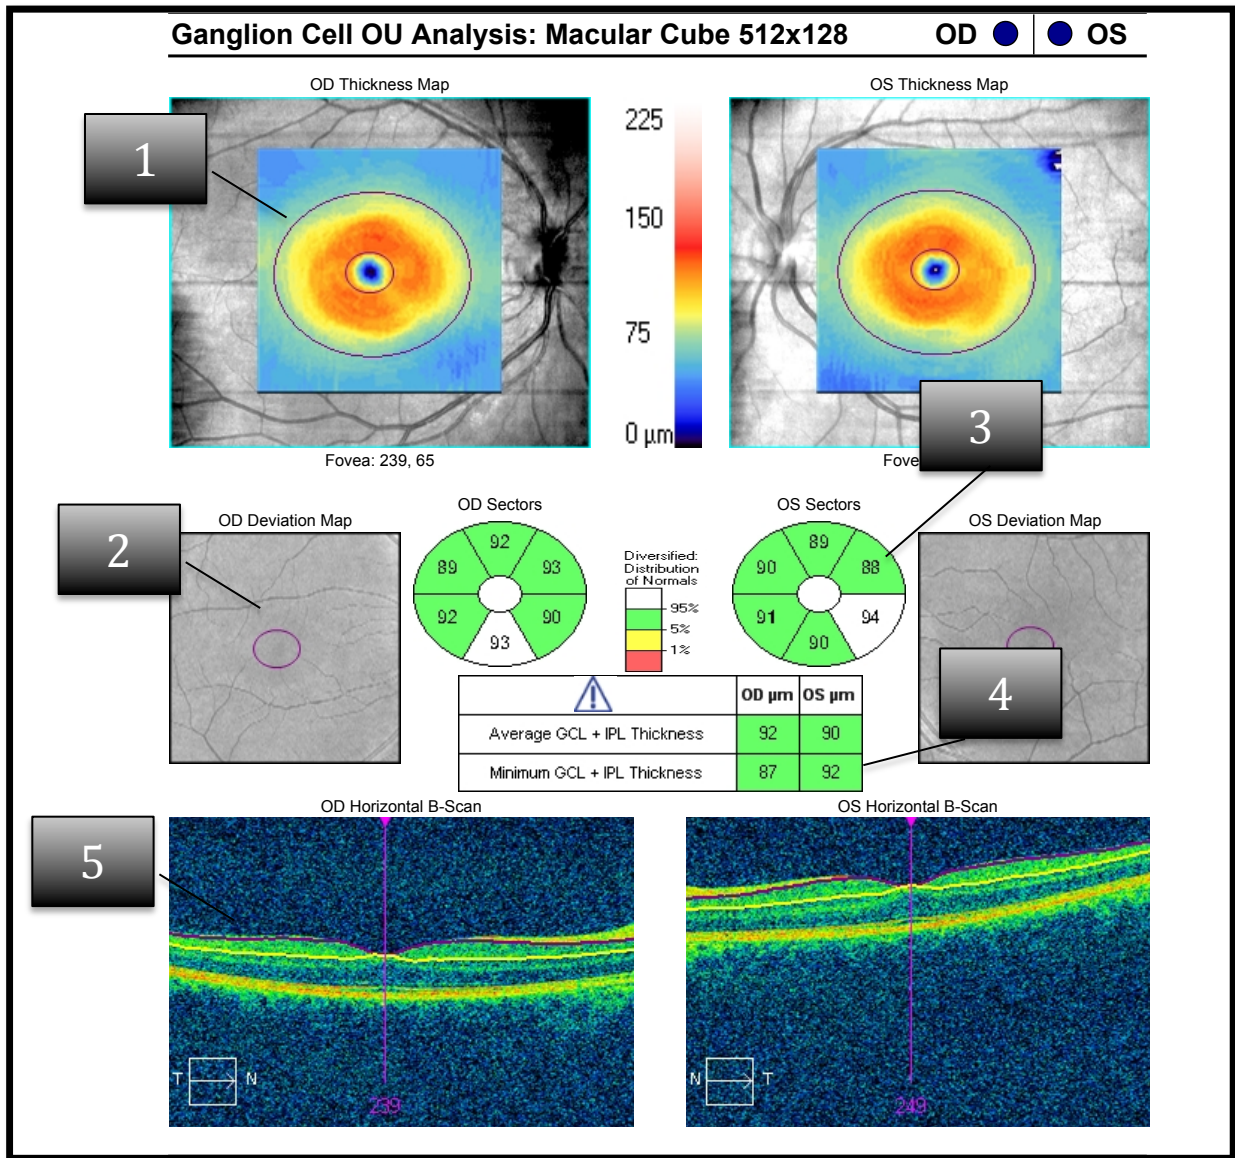 Ganglion Cell OU Analysis: Macular Cube 512x128 OD OS
OD Thickness Map
OS Thickness Map
1
225
150
75
0 µm
3
Fovea: 239, 65
Fove
2
OD Deviation Map
OD Sectors
OS Sectors
OS Deviation Map
92
89 93
92 90
93
Diversified:
Distribution
of Normals
95%
5%
1%
89
90 88
91 94
90
4
OD µm OS µm
Average GCL + IPL Thickness 92 90
Minimum GCL + IPL Thickness 87 92
OD Horizontal B-Scan
OS Horizontal B-Scan
5
T N
239
N T
249